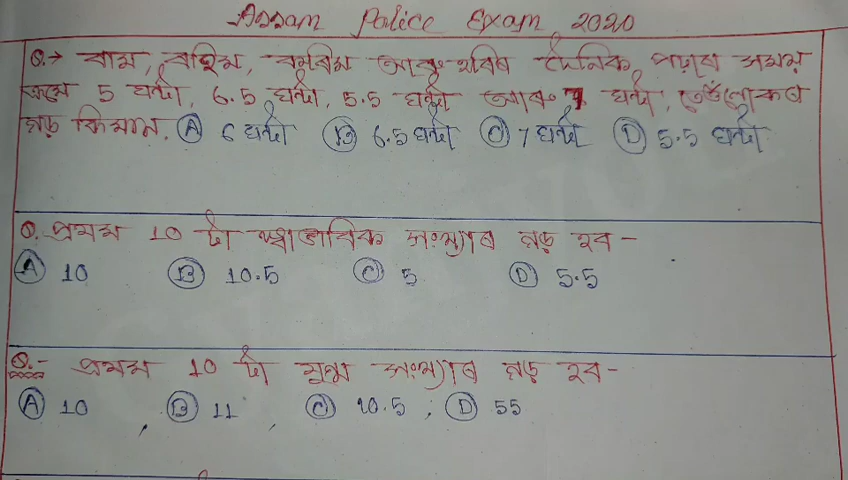 Assam Police Exam 2020
Q.→ ৰাম, ৰহিম, আৰু হৰিৰ দৈনিক পঢ়াৰ সময়
ক্ৰমে 5 ঘন্টা, 6.5 ঘন্টা, 5.5 ঘন্টা আৰু 7 ঘন্টা, তেওঁলোকৰ
গড় কিমান. Ⓐ 6 ঘন্টা Ⓑ 6.5 ঘন্টা Ⓒ 7 ঘন্টা Ⓓ 5.5 ঘন্টা
Q. প্ৰথম 10 টা স্বাভাবিক সংখ্যাৰ গড় হব -
Ⓐ 10 Ⓑ 10.5 Ⓒ 5 Ⓓ 5.5
Q.- প্ৰথম 10 টা যুগ্ম সংখ্যাৰ গড় হব-
Ⓐ 10 , Ⓑ 11 , Ⓒ 10.5 , Ⓓ 55